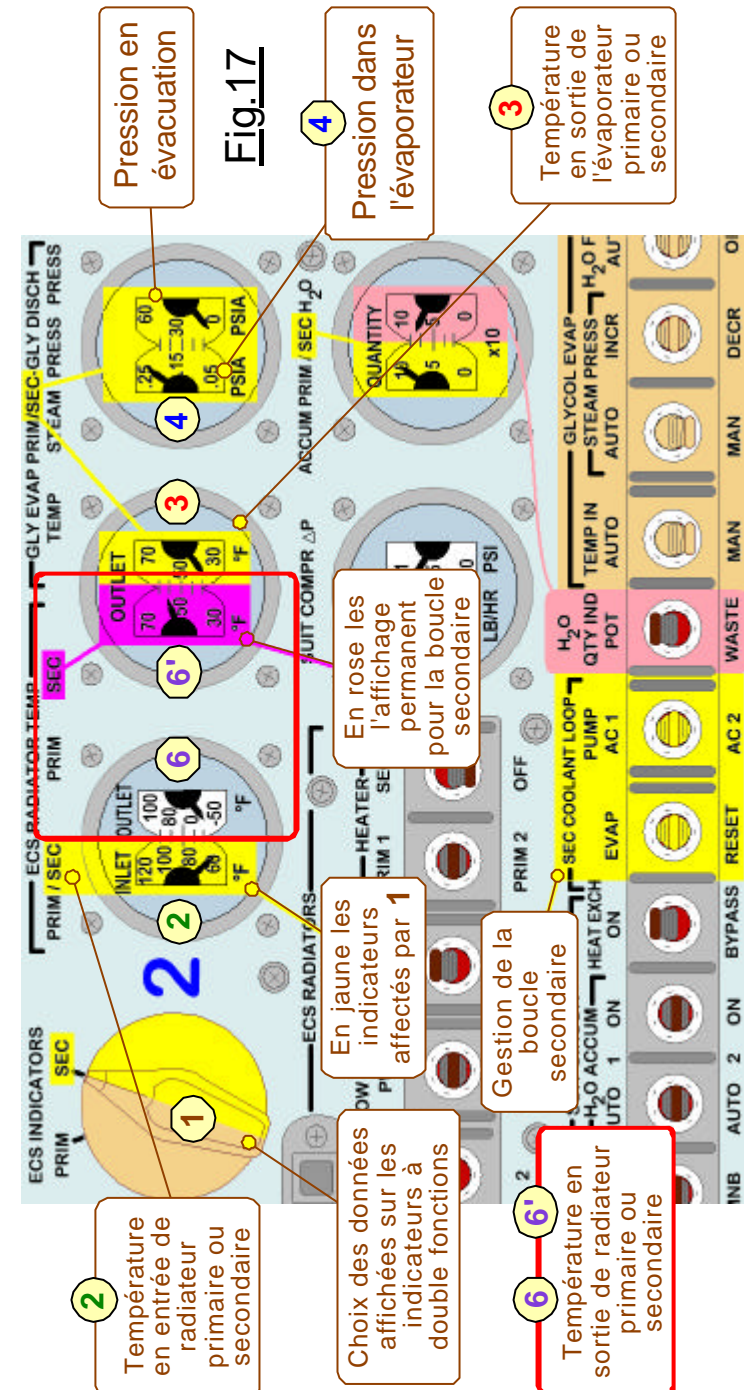 Fig.17
2
Température
en entrée de
radiateur
primaire ou
secondaire
Choix des données
affichées sur les
indicateurs à
double fonctions
6 6'
Température en
sortie de radiateur
primaire ou
secondaire
ECS INDICATORS
PRIM SEC
1
2
ECS RADIATOR TEMP
PRIM / SEC PRIM SEC
INLET OUTLET
120
100
80
60
°F
100
80
0
-50
°F
2
6
6'
OUTLET
70
50
30
°F
70
50
30
°F
3
GLY EVAP PRIM/SEC-GLY DISCH
TEMP STEAM PRESS PRESS
.25
.15
.05
PSIA
60
30
0
PSIA
4
Pression en
évacuation
4
Pression dans
l'évaporateur
3
Température
en sortie de
l'évaporateur
primaire ou
secondaire
En jaune les
indicateurs
affectés par 1
En rose les
l'affichage
permanent
pour la boucle
secondaire
Gestion de la
boucle
secondaire
SUIT COMPR ΔP
LB/HR PSI
ACCUM PRIM / SEC H2O
QUANTITY
10
5
0
10
5
0
x10
ECS RADIATORS
HEATER
PRIM 2 OFF
2
H2O ACCUM
1 ON
AUTO 2 ON
HEAT EXCH
ON
BYPASS
SEC COOLANT LOOP
EVAP PUMP
AC 1
RESET AC 2
H2O
QTY IND
POT
WASTE
GLYCOL EVAP
TEMP IN STEAM PRESS
AUTO AUTO INCR
MAN MAN DECR